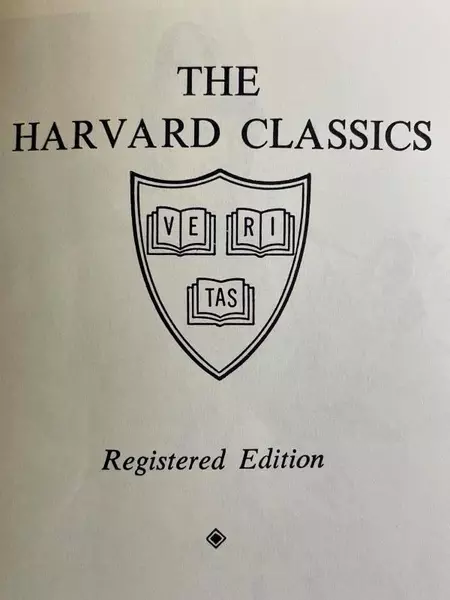 THE
HARVARD CLASSICS
VE RI
TAS
Registered Edition